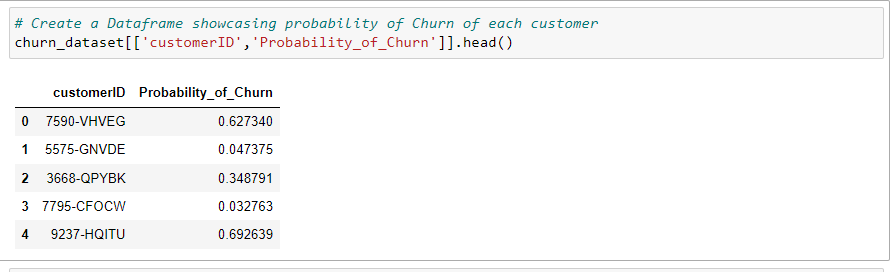 # Create a Dataframe showcasing probability of Churn of each customer
churn_dataset[['customerID','Probability_of_Churn']].head()
customerID Probability_of_Churn
0 7590-VHVEG 0.627340
1 5575-GNVDE 0.047375
2 3668-QPYBK 0.348791
3 7795-CFOCW 0.032763
4 9237-HQITU 0.692639